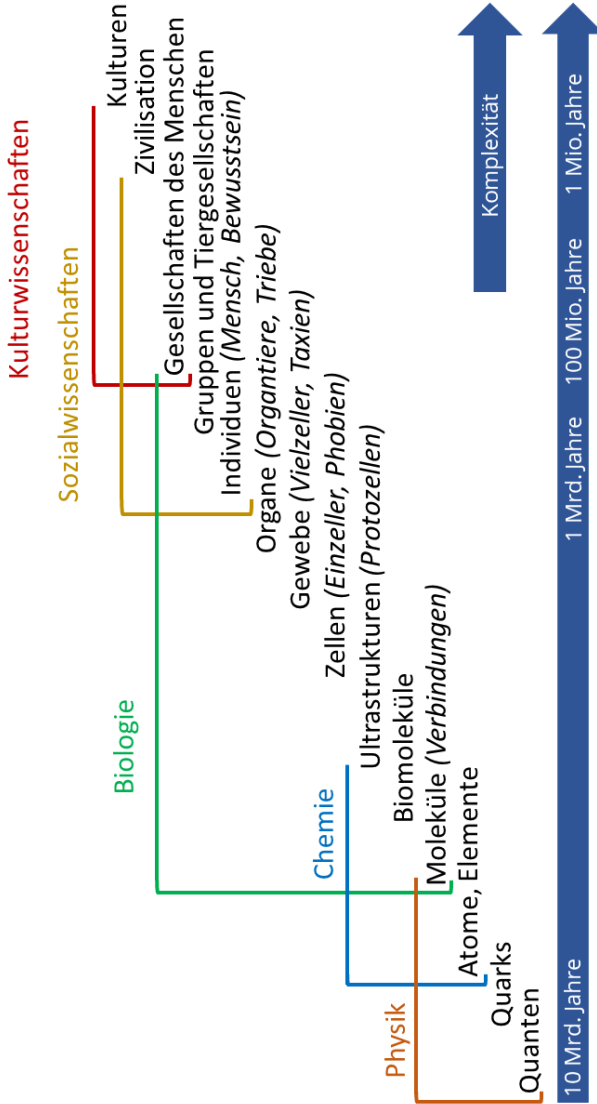 Kulturwissenschaften
Sozialwissenschaften
Biologie
Chemie
Physik
Kulturen
Zivilisation
Gesellschaften des Menschen
Gruppen und Tiergesellschaften
Individuen (Mensch, Bewusstsein)
Organe (Organtiere, Triebe)
Gewebe (Vielzeller, Taxien)
Zellen (Einzeller, Phobien)
Ultrastrukturen (Protozellen)
Biomoleküle
Moleküle (Verbindungen)
Atome, Elemente
Quarks
Quanten
Komplexität
10 Mrd. Jahre
1 Mrd. Jahre
100 Mio. Jahre
1 Mio. Jahre